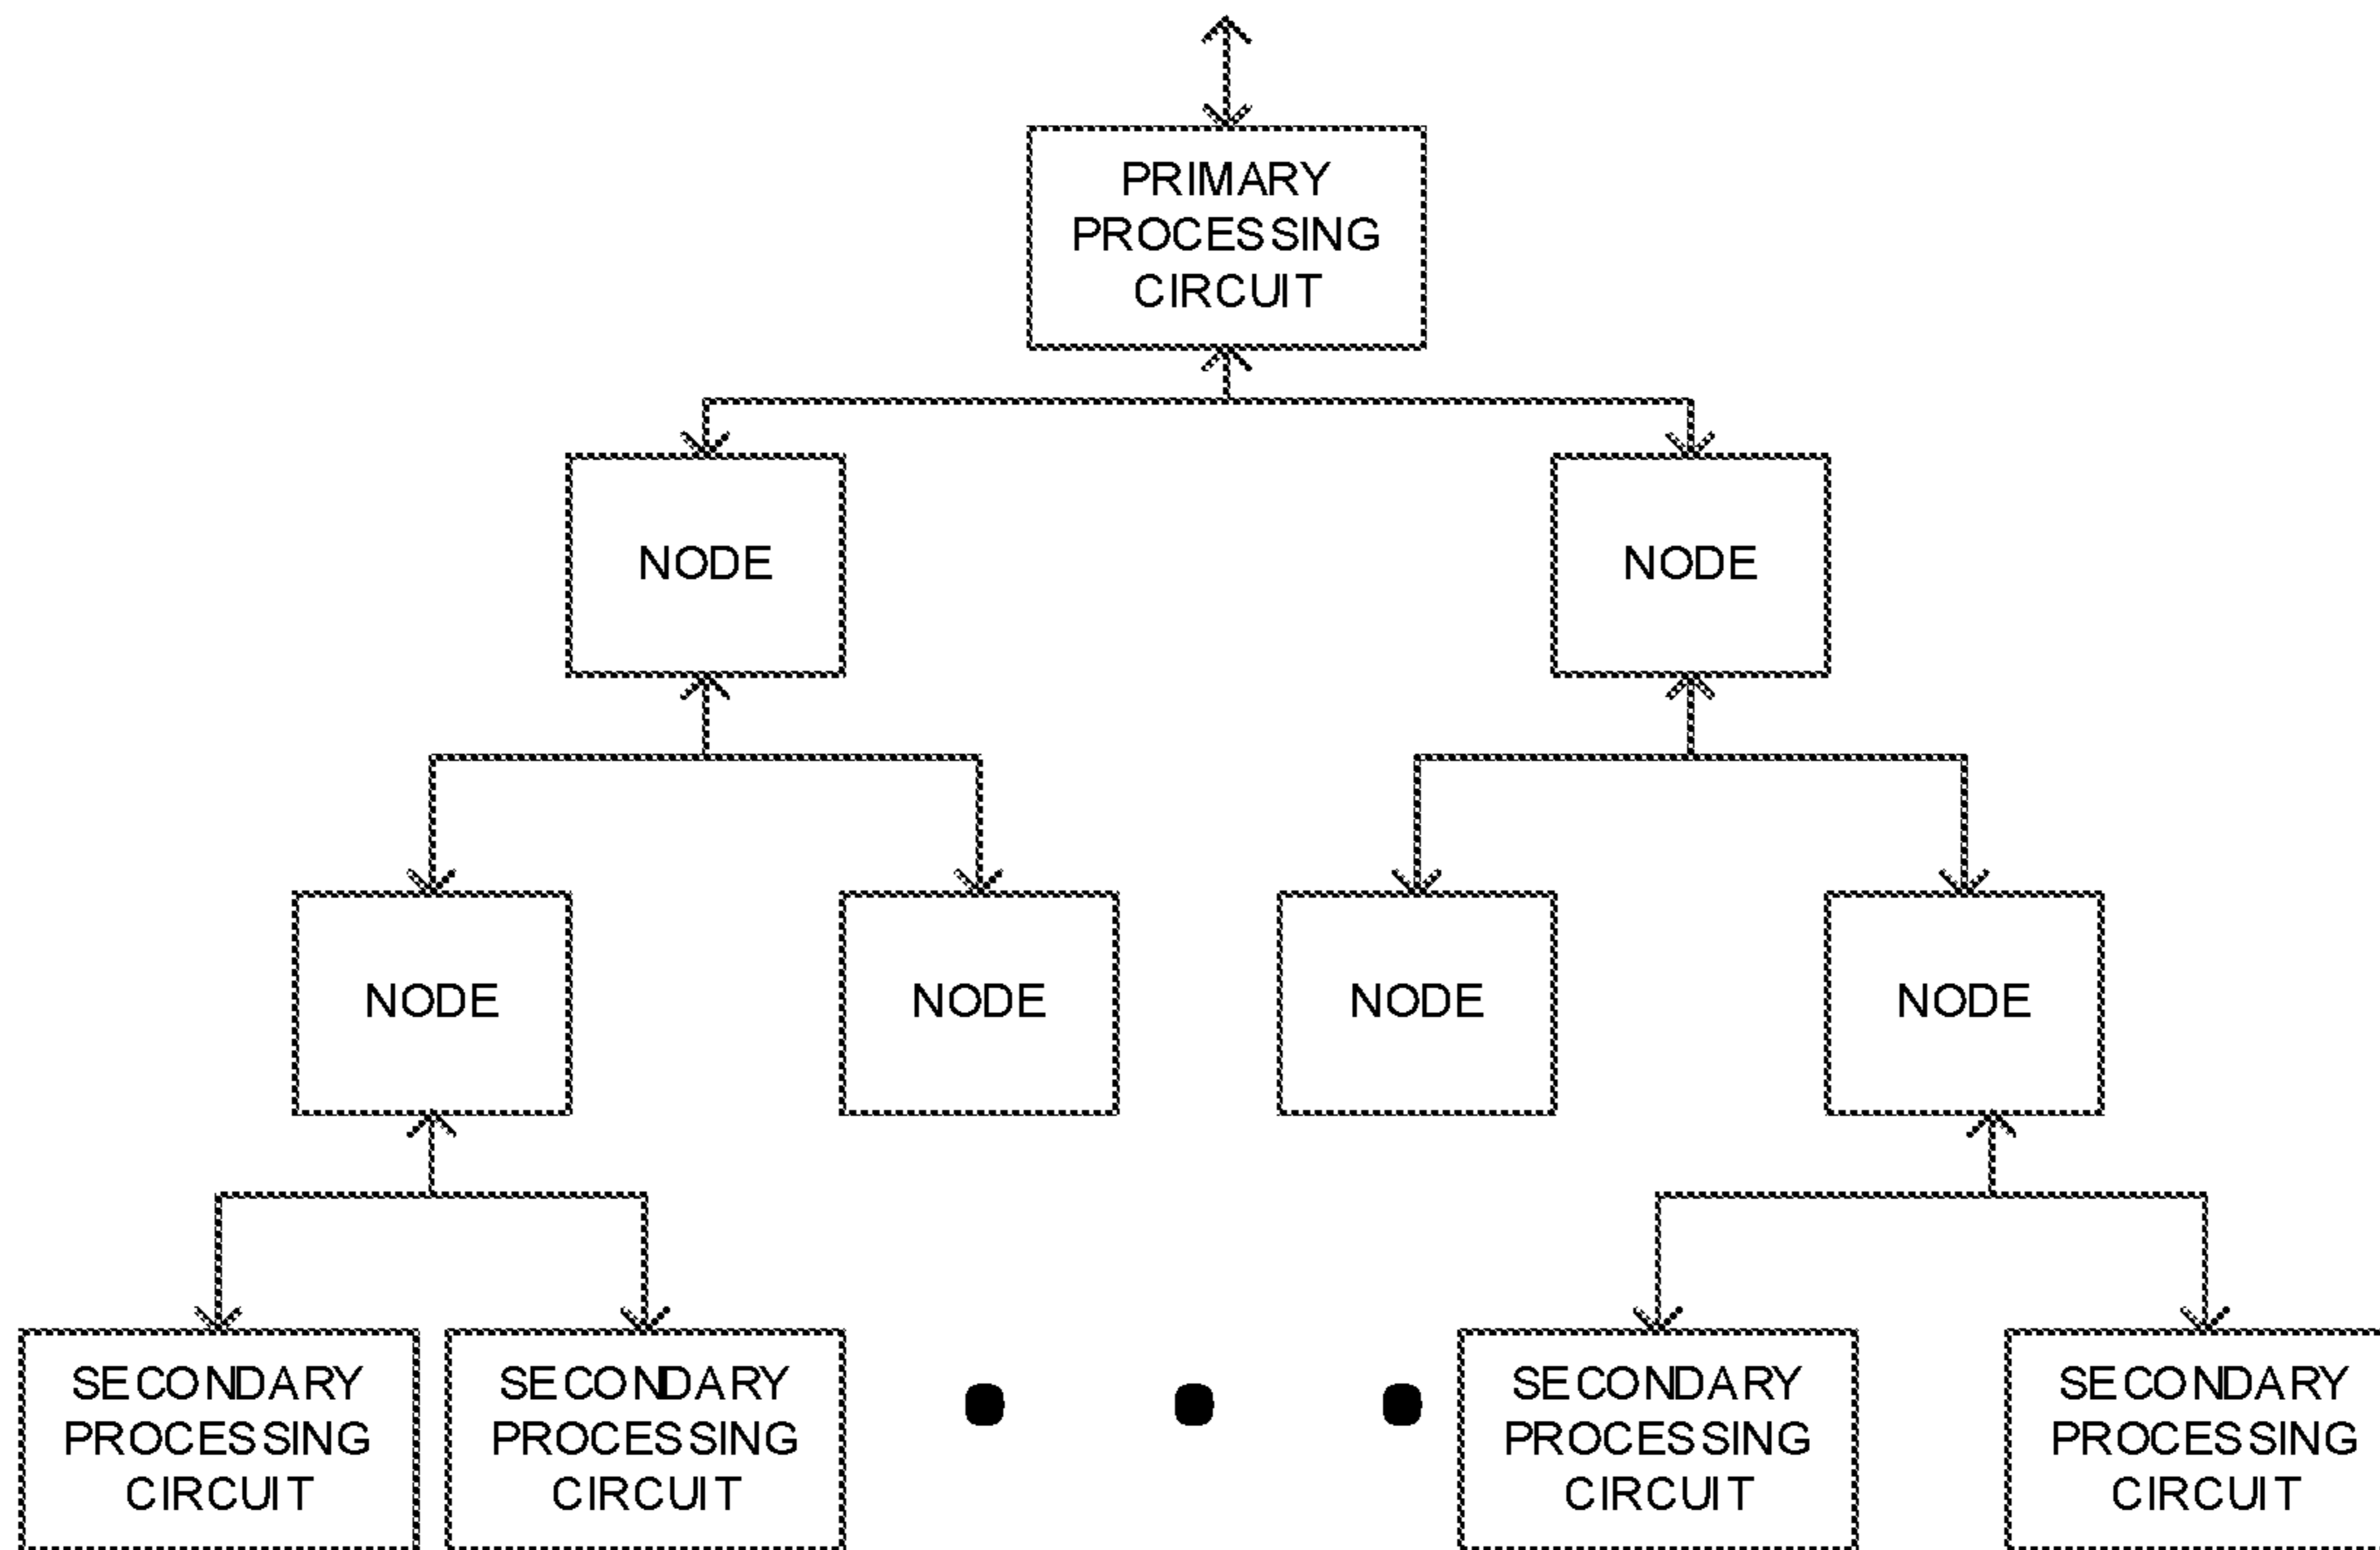 PRIMARY
PROCESSING
CIRCUIT
NODE
NODE
NODE
NODE
NODE
NODE
SECONDARY
PROCESSING
CIRCUIT
SECONDARY
PROCESSING
CIRCUIT
SECONDARY
PROCESSING
CIRCUIT
SECONDARY
PROCESSING
CIRCUIT